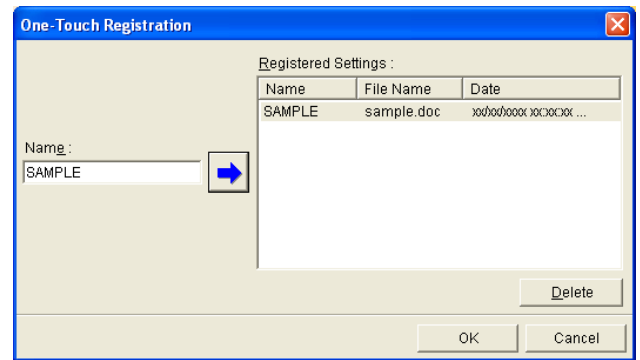 One-Touch Registration
Registered Settings :
Name File Name Date
SAMPLE sample.doc xx/xx/xxxx xx:xx:xx ...
Name :
SAMPLE
Delete
OK Cancel